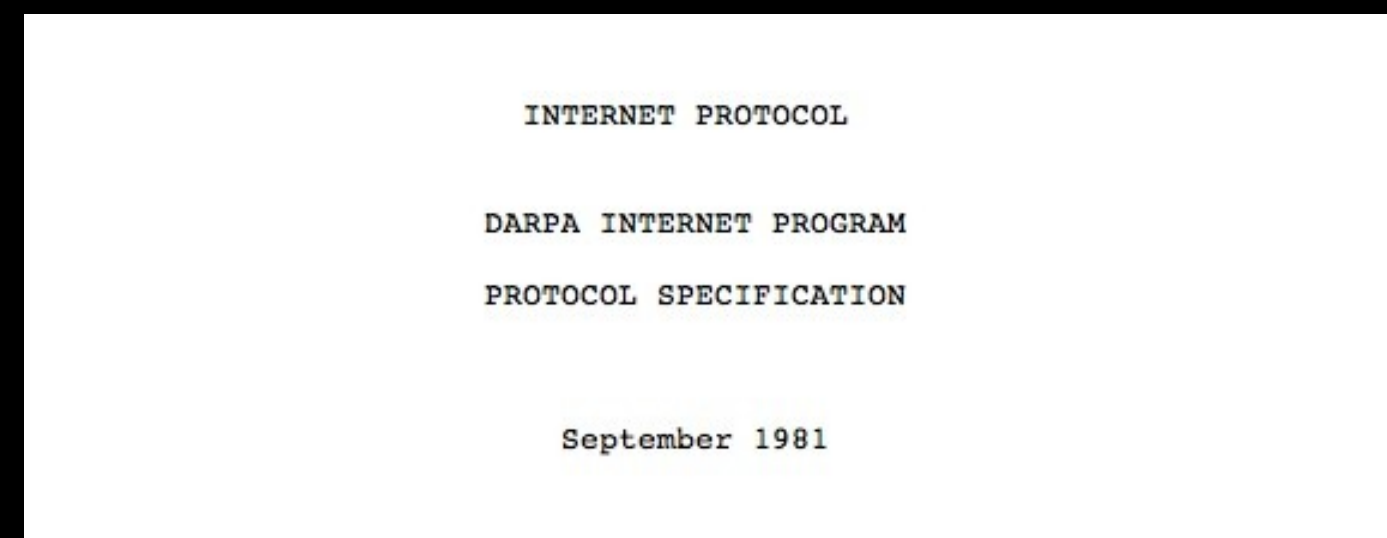 INTERNET PROTOCOL
DARPA INTERNET PROGRAM
PROTOCOL SPECIFICATION
September 1981